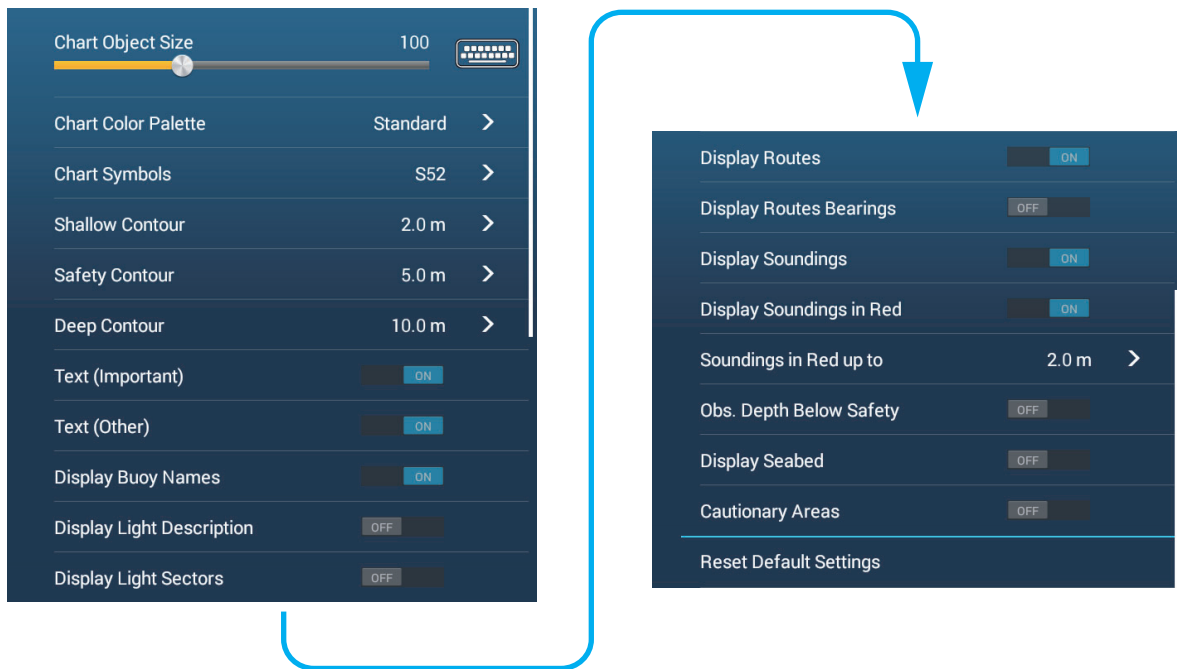 Chart Object Size 100
Chart Color Palette Standard
Chart Symbols S52
Shallow Contour 2.0 m
Safety Contour 5.0 m
Deep Contour 10.0 m
Text (Important) ON
Text (Other) ON
Display Buoy Names ON
Display Light Description OFF
Display Light Sectors OFF
Display Routes ON
Display Routes Bearings OFF
Display Soundings ON
Display Soundings in Red ON
Soundings in Red up to 2.0 m
Obs. Depth Below Safety OFF
Display Seabed OFF
Cautionary Areas OFF
Reset Default Settings